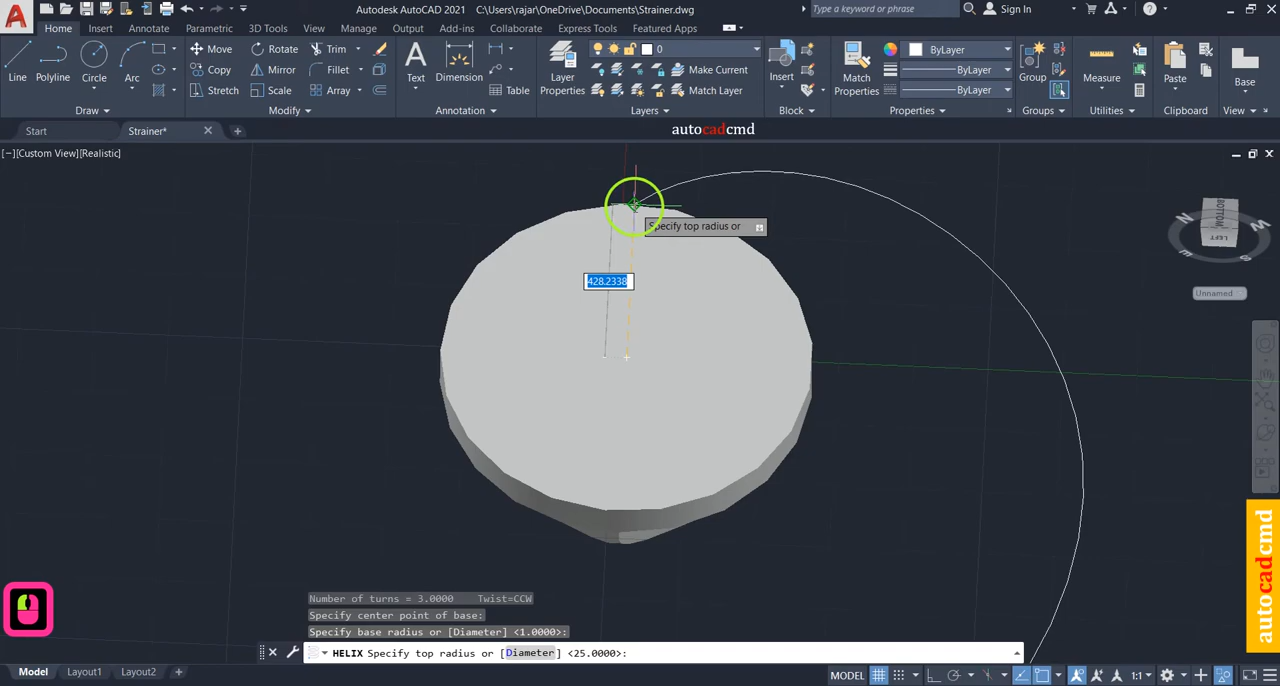 Autodesk AutoCAD 2021 C:\Users\rajar\OneDrive\Documents\Strainer.dwg
Type a keyword or phrase
Sign In
Home Insert Annotate Parametric 3D Tools View Manage Output Add-ins Collaborate Express Tools Featured Apps
Line Polyline Circle Arc
Move Rotate Trim
Copy Mirror Fillet
Stretch Scale Array
Text Dimension Table
Layer Properties
0
Make Current
Match Layer
Insert
Match Properties
ByLayer
ByLayer
ByLayer
Group
Measure
Paste
Base
Draw Modify Annotation Layers Block Properties Groups Utilities Clipboard View
Start Strainer*
autocadcmd
[–][Custom View][Realistic]
BOTTOM
LEFT
N W E S
Unnamed
Specify top radius or
428.2338
Number of turns = 3.0000 Twist=CCW
Specify center point of base:
Specify base radius or [Diameter] <1.0000>:
HELIX Specify top radius or [Diameter] <25.0000>:
autocadcmd
Model Layout1 Layout2 +
MODEL 1:1